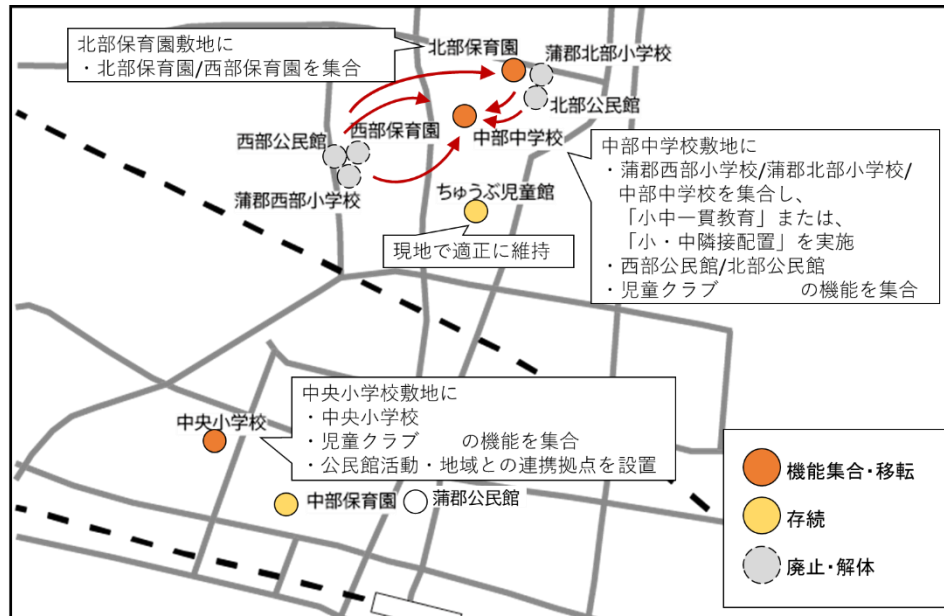 北部保育園敷地に
・北部保育園/西部保育園を集合
北部保育園
蒲郡北部小学校
北部公民館
中部中学校
西部公民館
西部保育園
蒲郡西部小学校
ちゅうぶ児童館
現地で適正に維持
中部中学校敷地に
・蒲郡西部小学校/蒲郡北部小学校/
中部中学校を集合し、
「小中一貫教育」または、
「小・中隣接配置」を実施
・西部公民館/北部公民館
・児童クラブ の機能を集合
中央小学校敷地に
・中央小学校
・児童クラブ の機能を集合
・公民館活動・地域との連携拠点を設置
中央小学校
中部保育園
蒲郡公民館
機能集合・移転
存続
廃止・解体